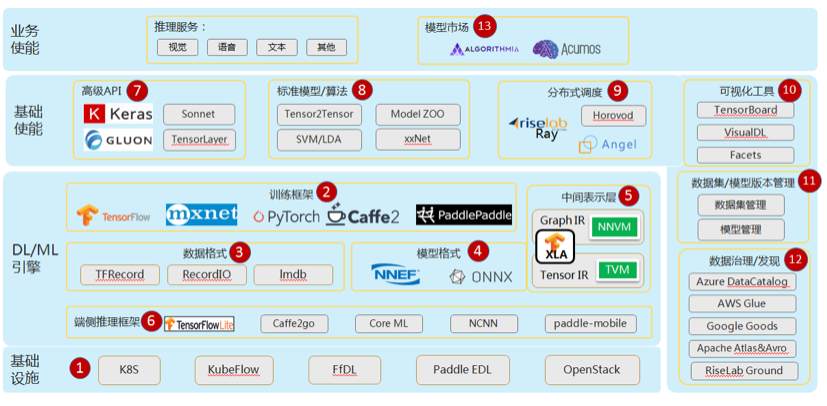 业务
使能
推理服务：
视觉
语音
文本
其他
模型市场
13
ALGORITHMIA
Acumos
基础
使能
高级API
7
K Keras
Sonnet
GLUON
TensorLayer
标准模型/算法
8
Tensor2Tensor
Model ZOO
SVM/LDA
xxNet
分布式调度
9
riselab
Ray
Horovod
Angel
可视化工具
10
TensorBoard
VisualDL
Facets
数据集/模型版本管理
11
数据集管理
模型管理
数据治理/发现
12
Azure DataCatalog
AWS Glue
Google Goods
Apache Atlas&Avro
RiseLab Ground
DL/ML
引擎
训练框架
2
TensorFlow
mxnet
PyTorch
Caffe2
PaddlePaddle
数据格式
3
TFRecord
RecordIO
lmdb
模型格式
4
NNEF
ONNX
中间表示层
5
Graph IR
NNVM
XLA
Tensor IR
TVM
端侧推理框架
6
TensorFlowLite
Caffe2go
Core ML
NCNN
paddle-mobile
基础
设施
1
K8S
KubeFlow
FfDL
Paddle EDL
OpenStack